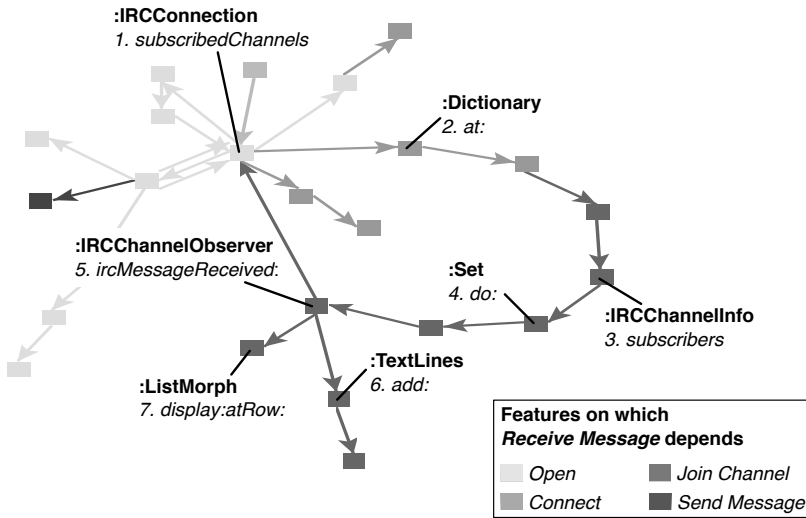 :IRCConnection
1. subscribedChannels
:Dictionary
2. at:
:IRCChannelObserver
5. ircMessageReceived:
:Set
4. do:
:IRCChannelInfo
3. subscribers
:TextLines
6. add:
:ListMorph
7. display:atRow:
Features on which
Receive Message depends
Open
Join Channel
Connect
Send Message